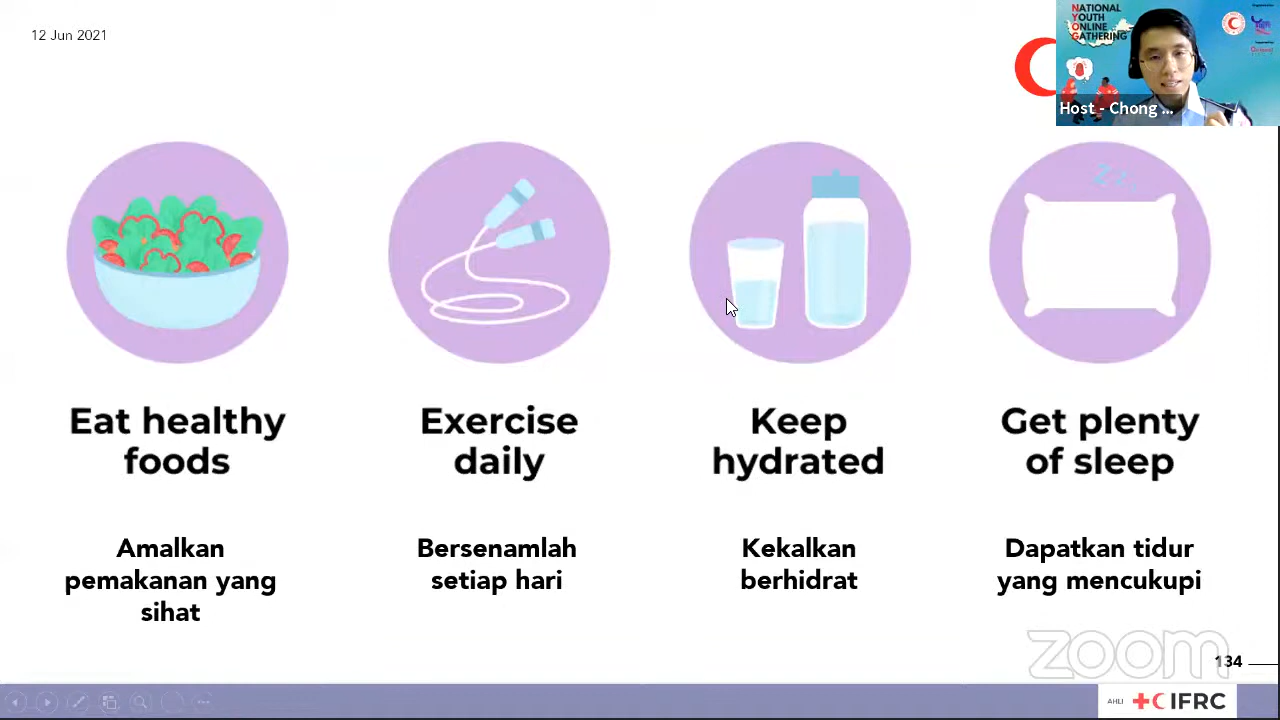 12 Jun 2021
NATIONAL
YOUTH
ONLINE
GATHERING
Host - Chong ...
Eat healthy
foods
Exercise
daily
Keep
hydrated
Get plenty
of sleep
Amalkan
pemakanan yang
sihat
Bersenamlah
setiap hari
Kekalkan
berhidrat
Dapatkan tidur
yang mencukupi
zoom
134
AHLI
IFRC